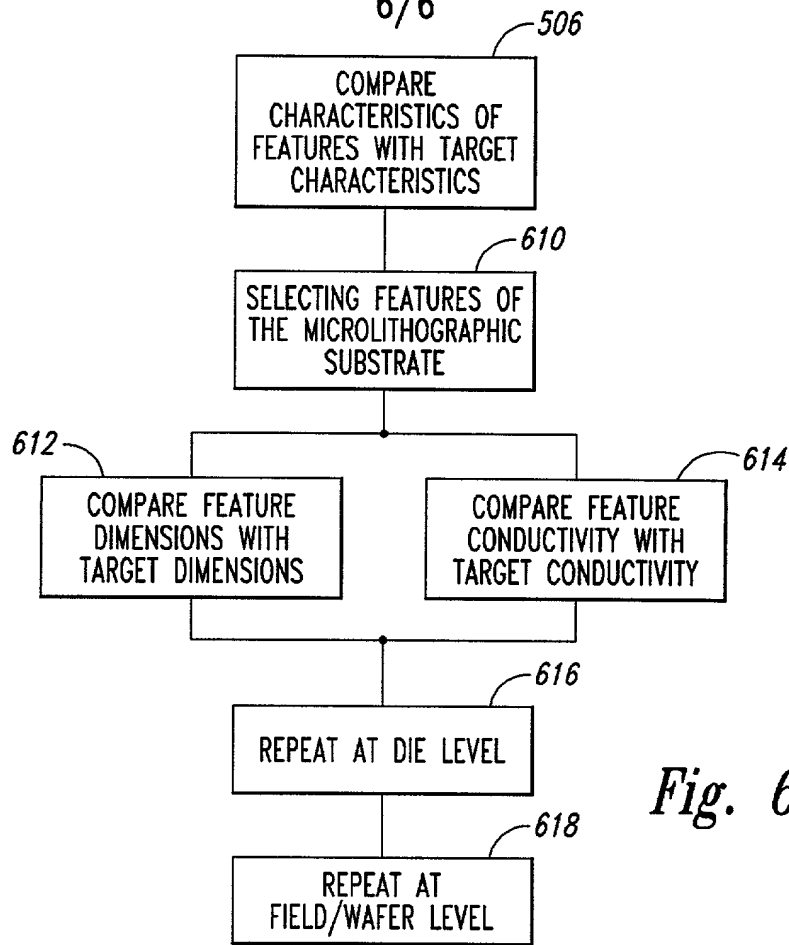 6/6
506
COMPARE
CHARACTERISTICS OF
FEATURES WITH TARGET
CHARACTERISTICS
610
SELECTING FEATURES OF
THE MICROLITHOGRAPHIC
SUBSTRATE
612
COMPARE FEATURE
DIMENSIONS WITH
TARGET DIMENSIONS
614
COMPARE FEATURE
CONDUCTIVITY WITH
TARGET CONDUCTIVITY
616
REPEAT AT DIE LEVEL
Fig. 6
618
REPEAT AT
FIELD/WAFER LEVEL